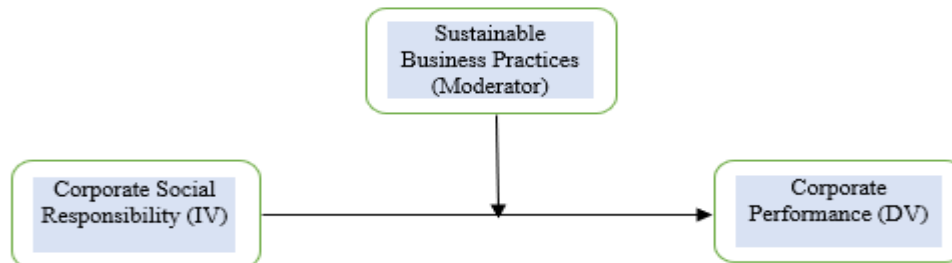 Sustainable
Business Practices
(Moderator)
Corporate Social
Responsibility (IV)
Corporate
Performance (DV)